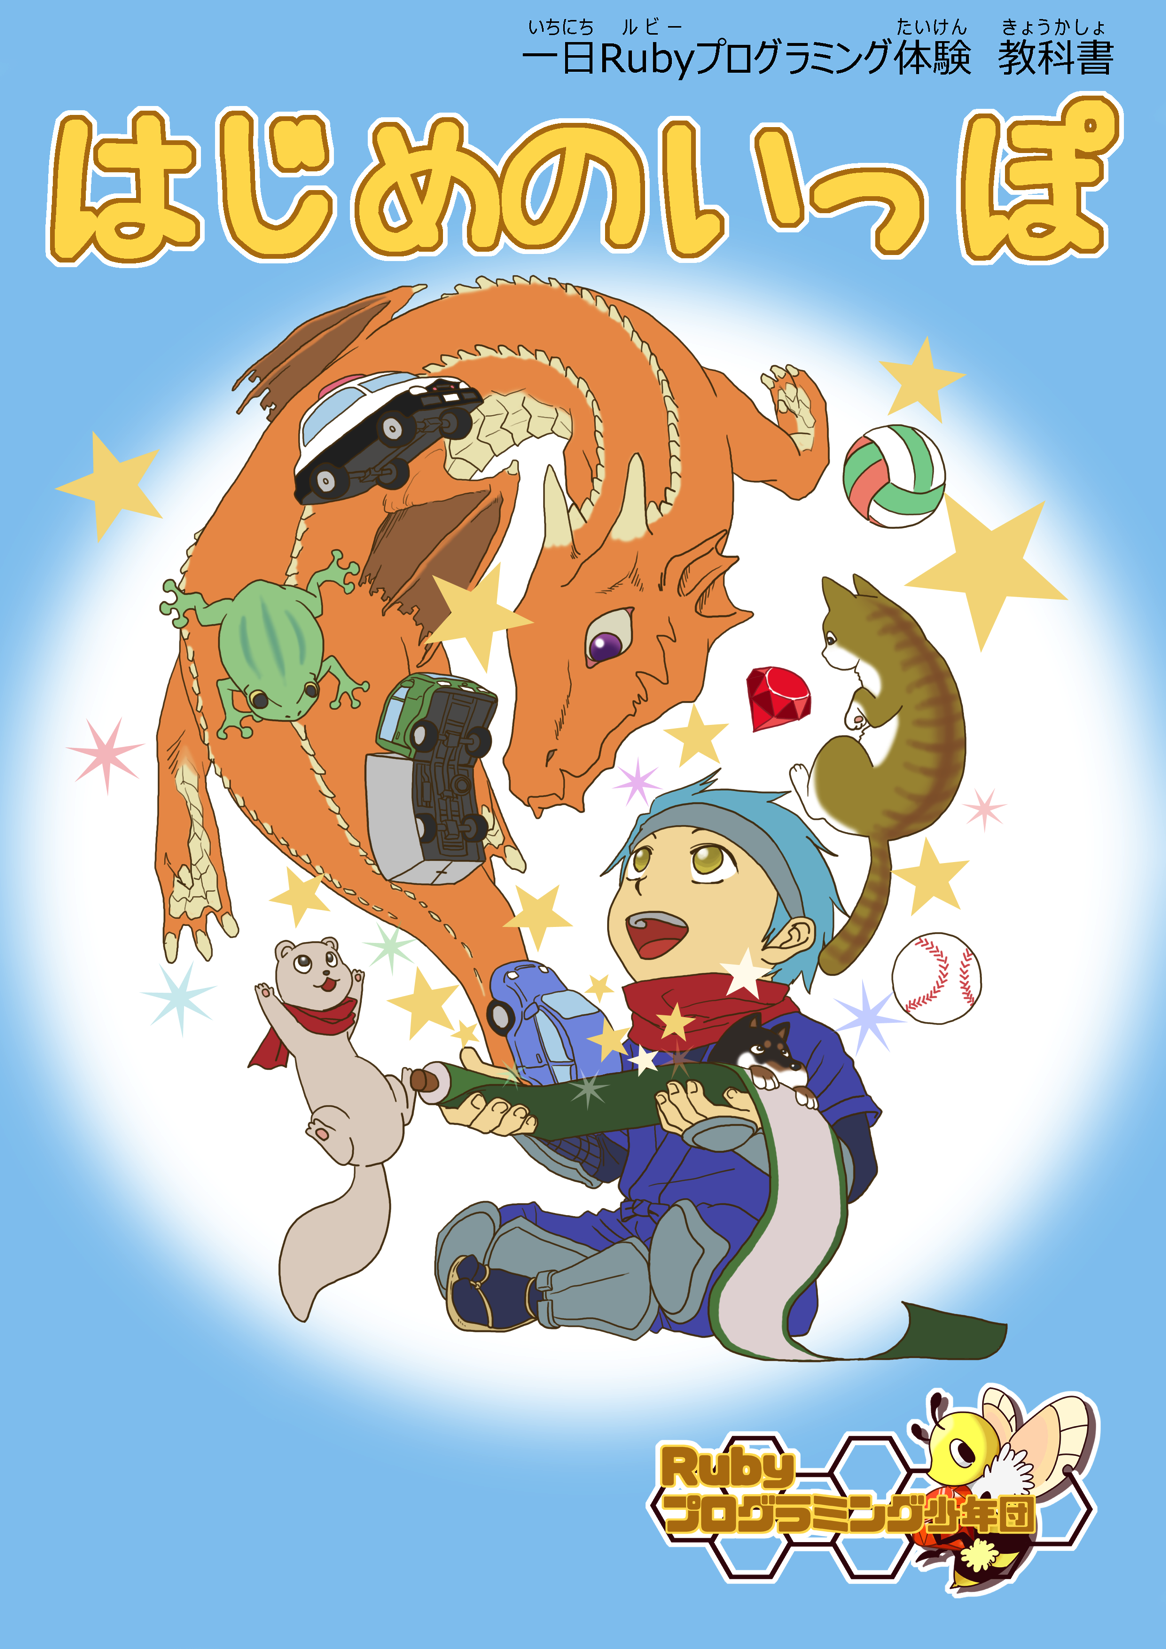 いちにち ルビー たいけん きょうかしょ
一日Rubyプログラミング体験 教科書
はじめのいっぽ
Ruby
プログラミング少年団